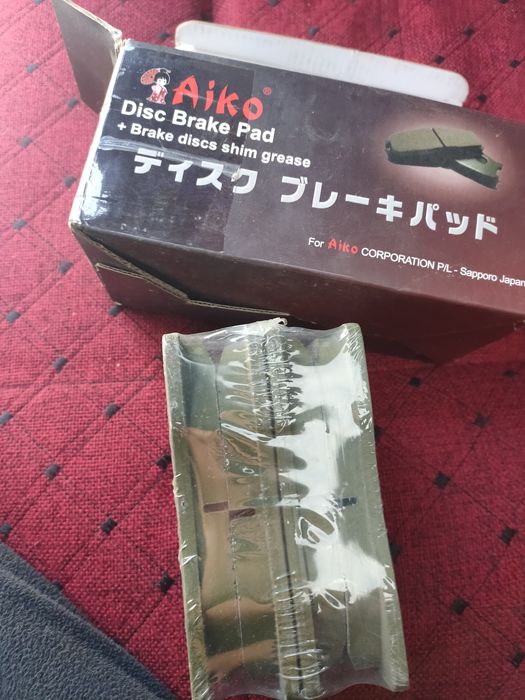 Aiko®
Disc Brake Pad
+ Brake discs shim grease
ディスク ブレーキパッド
For Aiko CORPORATION P/L - Sapporo Japan